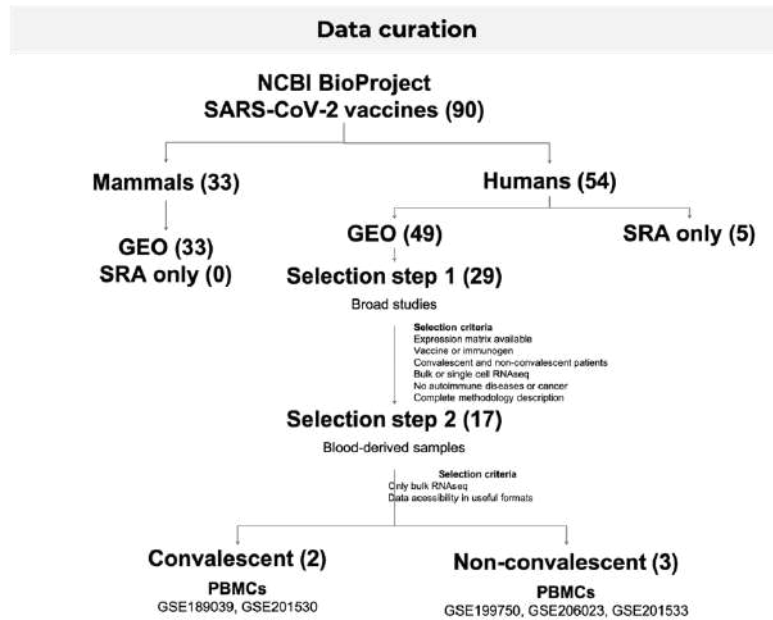 Data curation
NCBI BioProject
SARS-CoV-2 vaccines (90)
Mammals (33)
Humans (54)
GEO (33)
SRA only (0)
GEO (49)
SRA only (5)
Selection step 1 (29)
Broad studies
Selection criteria
Expression matrix available
Vaccine or immunogen
Convalescent and non-convalescent patients
Bulk or single cell RNAseq
No autoimmune diseases or cancer
Complete methodology description
Selection step 2 (17)
Blood-derived samples
Selection criteria
Only bulk RNAseq
Data acessibility in useful formats
Convalescent (2)
PBMCs
GSE189039, GSE201530
Non-convalescent (3)
PBMCs
GSE199750, GSE206023, GSE201533